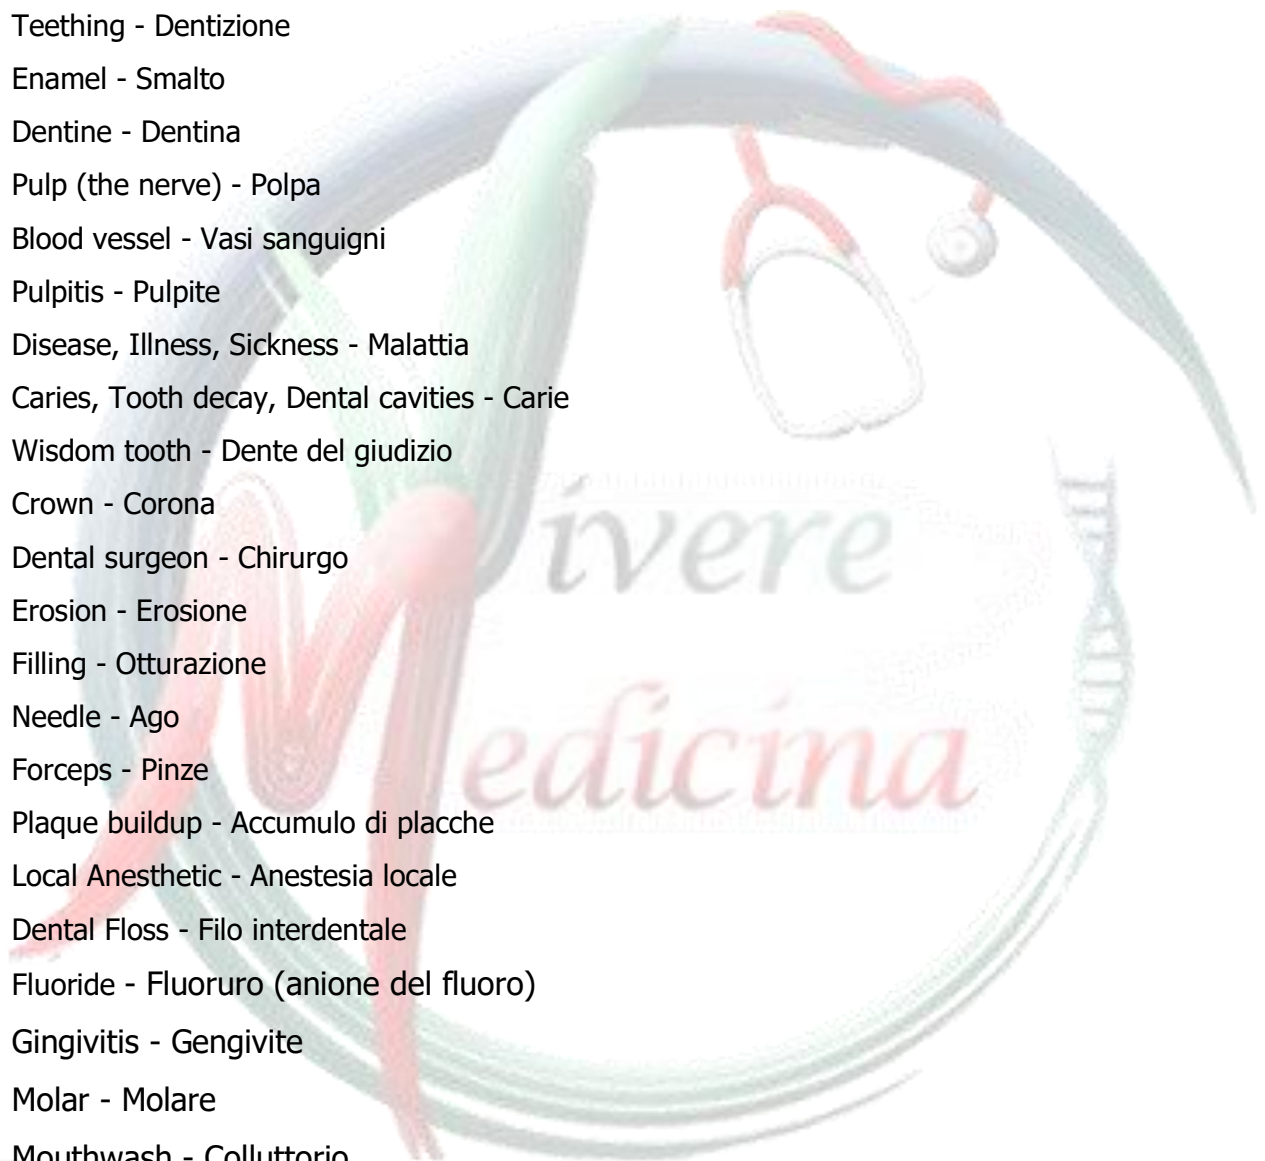 Teething - Dentizione
Enamel - Smalto
Dentine - Dentina
Pulp (the nerve) - Polpa
Blood vessel - Vasi sanguigni
Pulpitis - Pulpite
Disease, Illness, Sickness - Malattia
Caries, Tooth decay, Dental cavities - Carie
Wisdom tooth - Dente del giudizio
Crown - Corona
Dental surgeon - Chirurgo
Erosion - Erosione
Filling - Otturazione
Needle - Ago
Forceps - Pinze
Plaque buildup - Accumulo di placche
Local Anesthetic - Anestesia locale
Dental Floss - Filo interdentale
Fluoride - Fluoruro (anione del fluoro)
Gingivitis - Gengivite
Molar - Molare
Mouthwash - Colluttorio
Vivere
Medicina